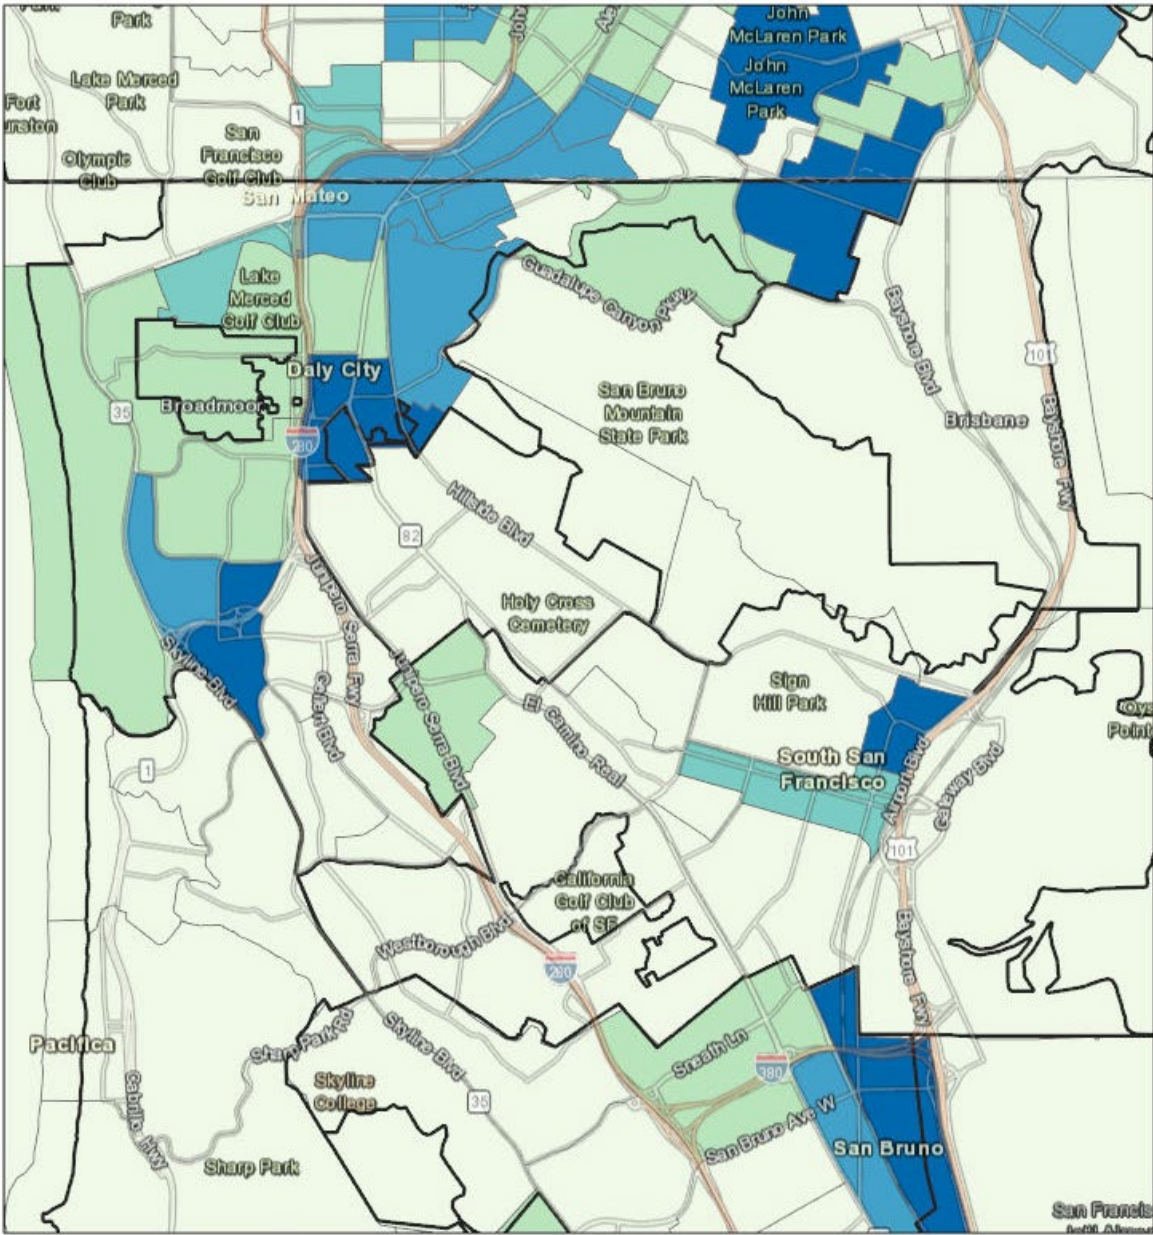 Park
John
Lake Merced
Park
Fort
San
Francisco
Golf Club
Olympic
Club
1
John
McLaren Park
John
McLaren
Park
San Mateo
Lake
Merced
Golf Club
Guadalupe Canyon Pkwy
Bayshore Blvd
101
Daly City
Broadmoor
35
280
San Bruno
Mountain
State Park
Brisbane
Bayshore Fwy
Hillside Blvd
82
Junipero Serra Fwy
Holy Cross
Cemetery
Skyline Blvd
Callan Blvd
Junipero Serra Blvd
El Camino Real
Sign
Hill Park
Point
1
South San
Francisco
Airport Blvd
Gateway Blvd
101
California
Golf Club
of SF
Westborough Blvd
280
Bayshore Fwy
Pacifica
Sharp Park Rd
Skyline Blvd
Sneath Ln
380
Skyline
College
35
Cabrillo Hwy
San Bruno Ave W
San Bruno
Sharp Park
San Francis